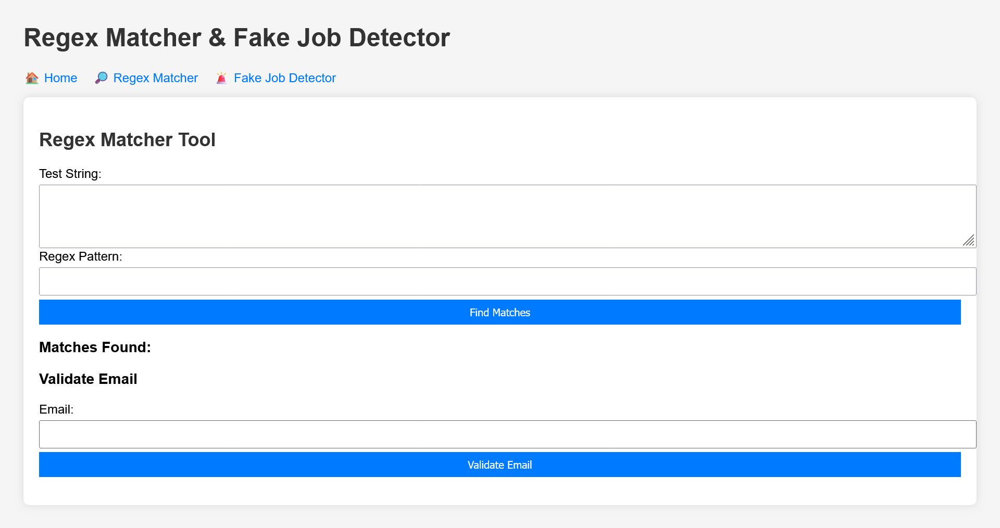 Regex Matcher & Fake Job Detector
Home Regex Matcher Fake Job Detector
Regex Matcher Tool
Test String:
Regex Pattern:
Find Matches
Matches Found:
Validate Email
Email:
Validate Email